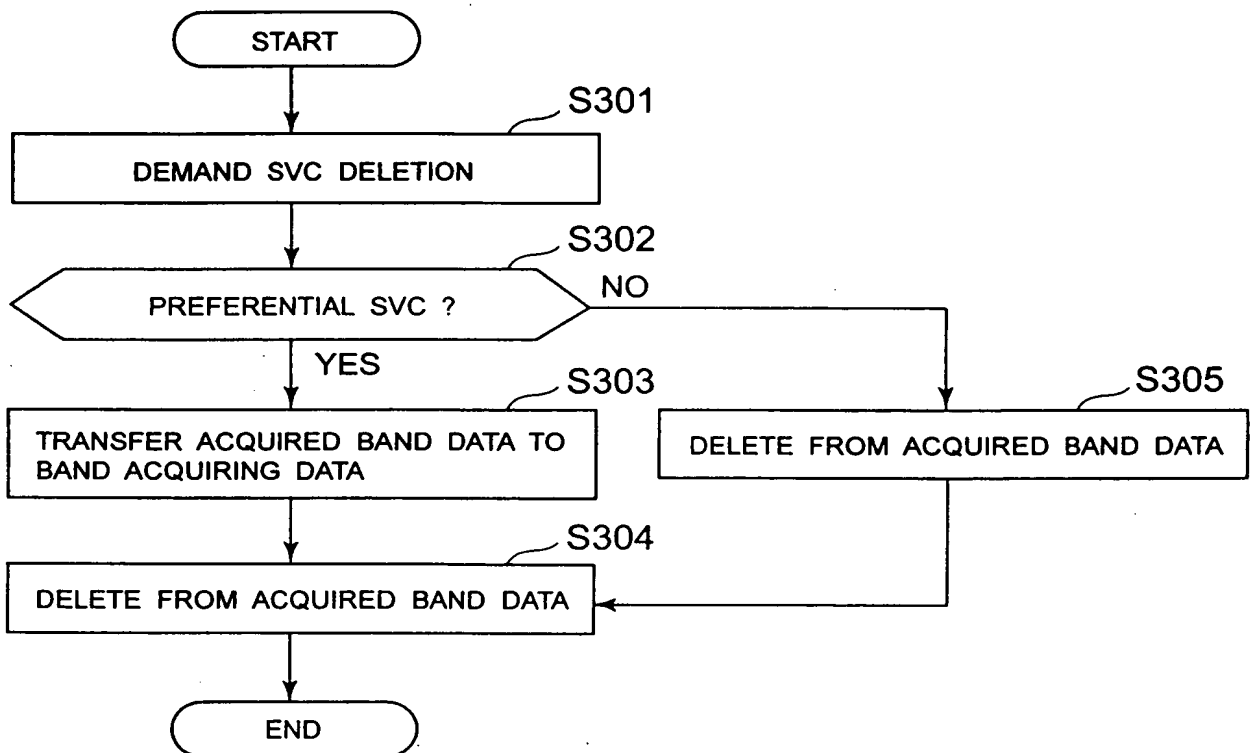 START
S301
DEMAND SVC DELETION
S302
PREFERENTIAL SVC ?
NO
YES
S303
TRANSFER ACQUIRED BAND DATA TO
BAND ACQUIRING DATA
S305
DELETE FROM ACQUIRED BAND DATA
S304
DELETE FROM ACQUIRED BAND DATA
END